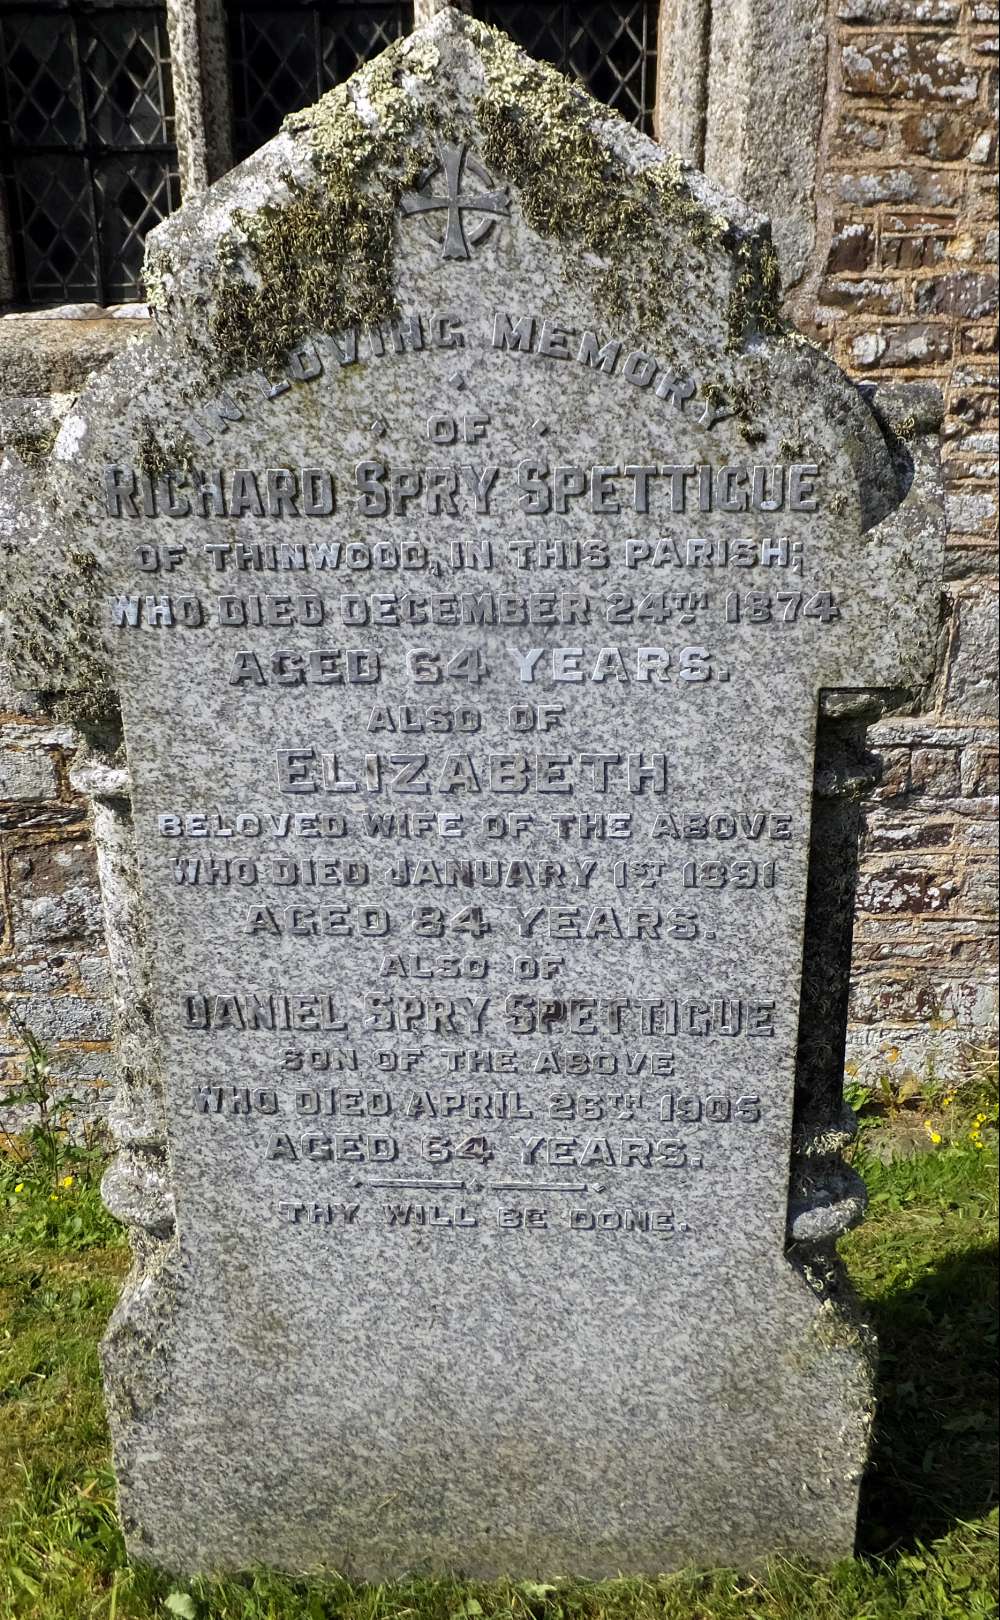 IN LOVING MEMORY
OF
RICHARD SPRY SPETTIGUE
OF THINWOOD, IN THIS PARISH;
WHO DIED DECEMBER 24TH 1874
AGED 64 YEARS.
ALSO OF
ELIZABETH
BELOVED WIFE OF THE ABOVE
WHO DIED JANUARY 1ST 1891
AGED 84 YEARS.
ALSO OF
DANIEL SPRY SPETTIGUE
SON OF THE ABOVE
WHO DIED APRIL 26TH 1905
AGED 64 YEARS.
THY WILL BE DONE.